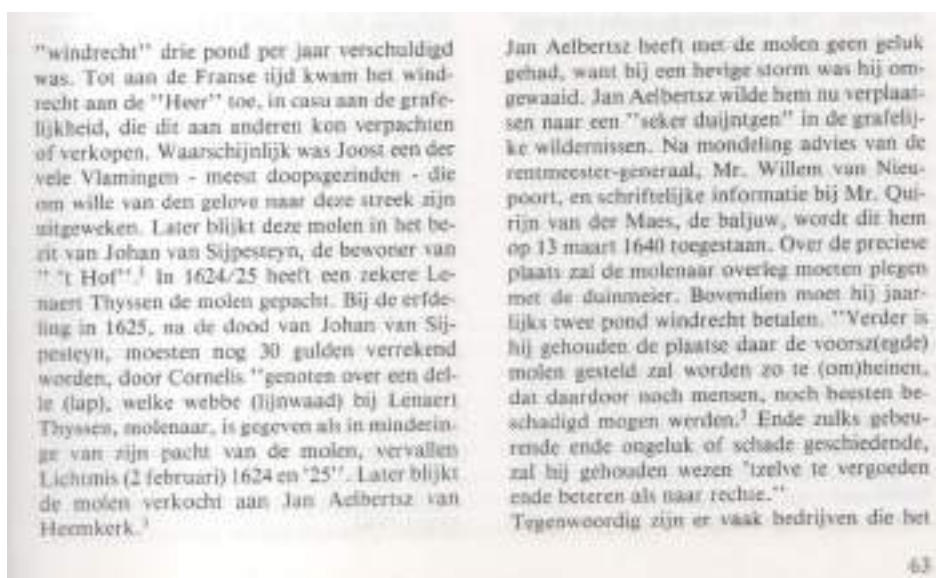 "windrecht" drie pond per jaar verschuldigd
was. Tot aan de Franse tijd kwam het wind-
recht aan de "Heer" toe, in casu aan de grafe-
lijkheid, die dit aan anderen kon verpachten
of verkopen. Waarschijnlijk was Joost een der
vele Vlamingen - meest doopsgezinden - die
om wille van den gelove naar deze streek zijn
uitgeweken. Later blijkt deze molen in het be-
zit van Johan van Sijpesteyn, de bewoner van
" 't Hof".¹ In 1624/25 heeft een zekere Le-
naert Thyssen de molen gepacht. Bij de erfde-
ling in 1625, na de dood van Johan van Sij-
pesteyn, moesten nog 30 gulden verrekend
worden, door Cornelis "genoten over een del-
le (lap), welke webbe (lijnwaad) bij Lenaert
Thyssen, molenaar, is gegeven als in minderin-
ge van zijn pacht van de molen, vervallen
Lichtmis (2 februari) 1624 en '25". Later blijkt
de molen verkocht aan Jan Aelbertsz van
Heemkerk.³
Jan Aelbertsz heeft met de molen geen geluk
gehad, want bij een hevige storm was hij om-
gewaaid. Jan Aelbertsz wilde hem nu verplaat-
sen naar een "seker duijntgen" in de grafelij-
ke wildernissen. Na mondeling advies van de
rentmeester-generaal, Mr. Willem van Nieu-
poort, en schriftelijke informatie bij Mr. Qui-
rijn van der Maes, de baljuw, wordt dit hem
op 13 maart 1640 toegestaan. Over de preciese
plaats zal de molenaar overleg moeten plegen
met de duinmeier. Bovendien moet hij jaar-
lijks twee pond windrecht betalen. "Verder is
hij gehouden de plaatse daar de voorsz(egde)
molen gesteld zal worden zo te (om)heinen,
dat daardoor noch mensen, noch beesten be-
schadigd mogen werden.³ Ende zulks gebeu-
rende ende ongeluk of schade geschiedende,
zal hij gehouden wezen 'tzelve te vergoeden
ende beteren als naar rechte."
Tegenwoordig zijn er vaak bedrijven die het
63